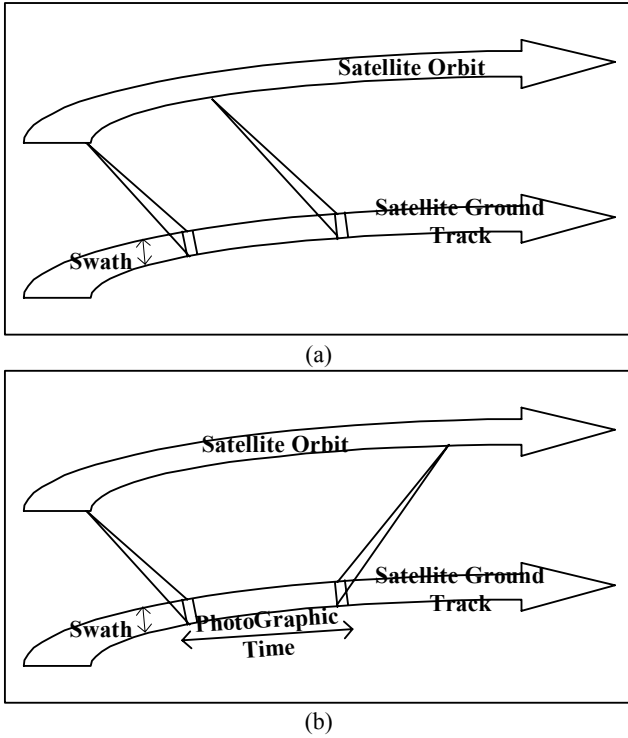 Satellite Orbit
Satellite Ground
Track
Swath
(a)
Satellite Orbit
Satellite Ground
Track
Swath
PhotoGraphic
Time
(b)